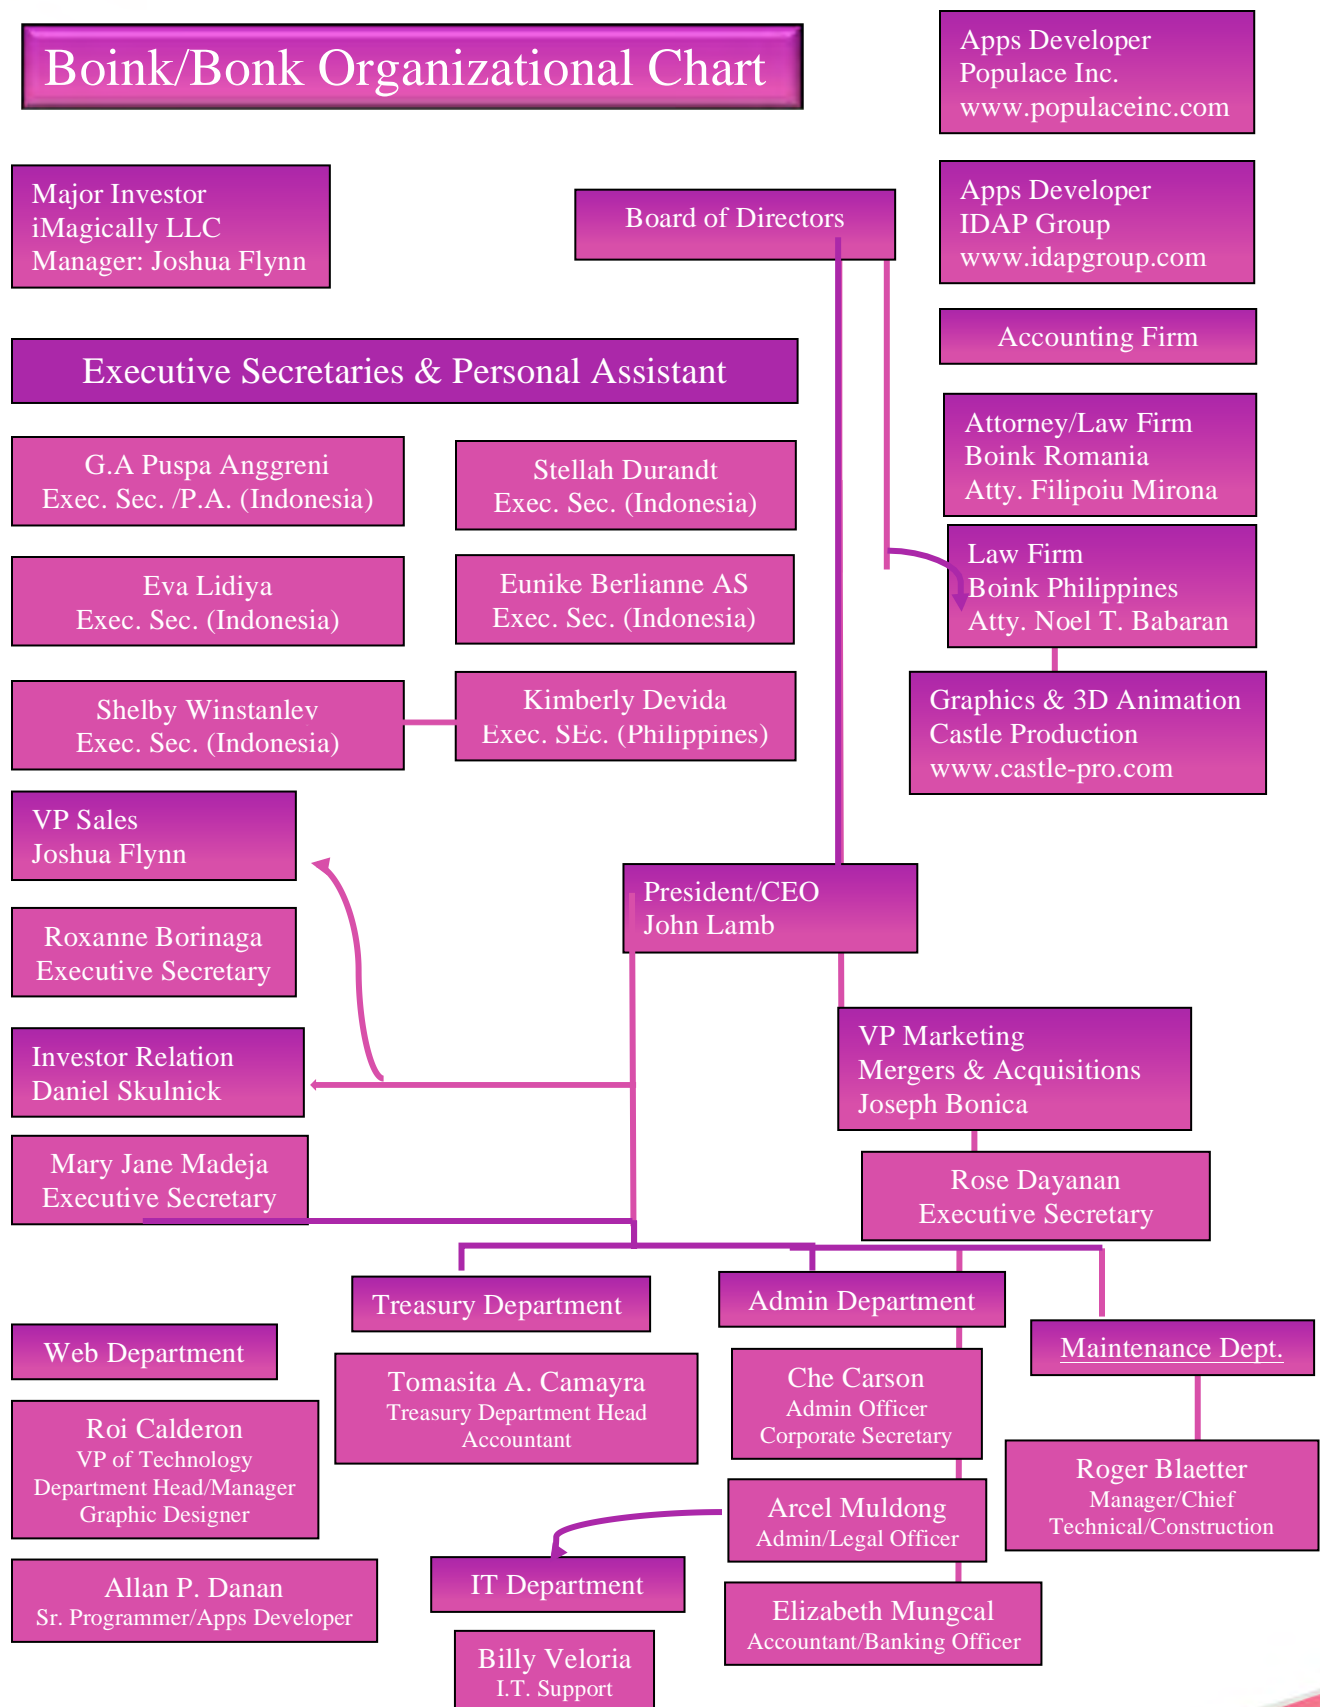 Boink/Bonk Organizational Chart
Apps Developer
Populace Inc.
www.populaceinc.com
Major Investor
iMagically LLC
Manager: Joshua Flynn
Board of Directors
Apps Developer
IDAP Group
www.idapgroup.com
Accounting Firm
Executive Secretaries & Personal Assistant
Attorney/Law Firm
Boink Romania
Atty. Filipoiu Mirona
G.A Puspa Anggreni
Exec. Sec. /P.A. (Indonesia)
Stellah Durandt
Exec. Sec. (Indonesia)
Law Firm
Boink Philippines
Atty. Noel T. Babaran
Eva Lidiya
Exec. Sec. (Indonesia)
Eunike Berlianne AS
Exec. Sec. (Indonesia)
Shelby Winstanley
Exec. Sec. (Indonesia)
Kimberly Devida
Exec. SEc. (Philippines)
Graphics & 3D Animation
Castle Production
www.castle-pro.com
VP Sales
Joshua Flynn
President/CEO
John Lamb
Roxanne Borinaga
Executive Secretary
Investor Relation
Daniel Skulnick
VP Marketing
Mergers & Acquisitions
Joseph Bonica
Mary Jane Madeja
Executive Secretary
Rose Dayanan
Executive Secretary
Treasury Department
Admin Department
Web Department
Maintenance Dept.
Tomasita A. Camayra
Treasury Department Head
Accountant
Che Carson
Admin Officer
Corporate Secretary
Roi Calderon
VP of Technology
Department Head/Manager
Graphic Designer
Roger Blaetter
Manager/Chief
Technical/Construction
Arcel Muldong
Admin/Legal Officer
IT Department
Allan P. Danan
Sr. Programmer/Apps Developer
Elizabeth Mungcal
Accountant/Banking Officer
Billy Veloria
I.T. Support